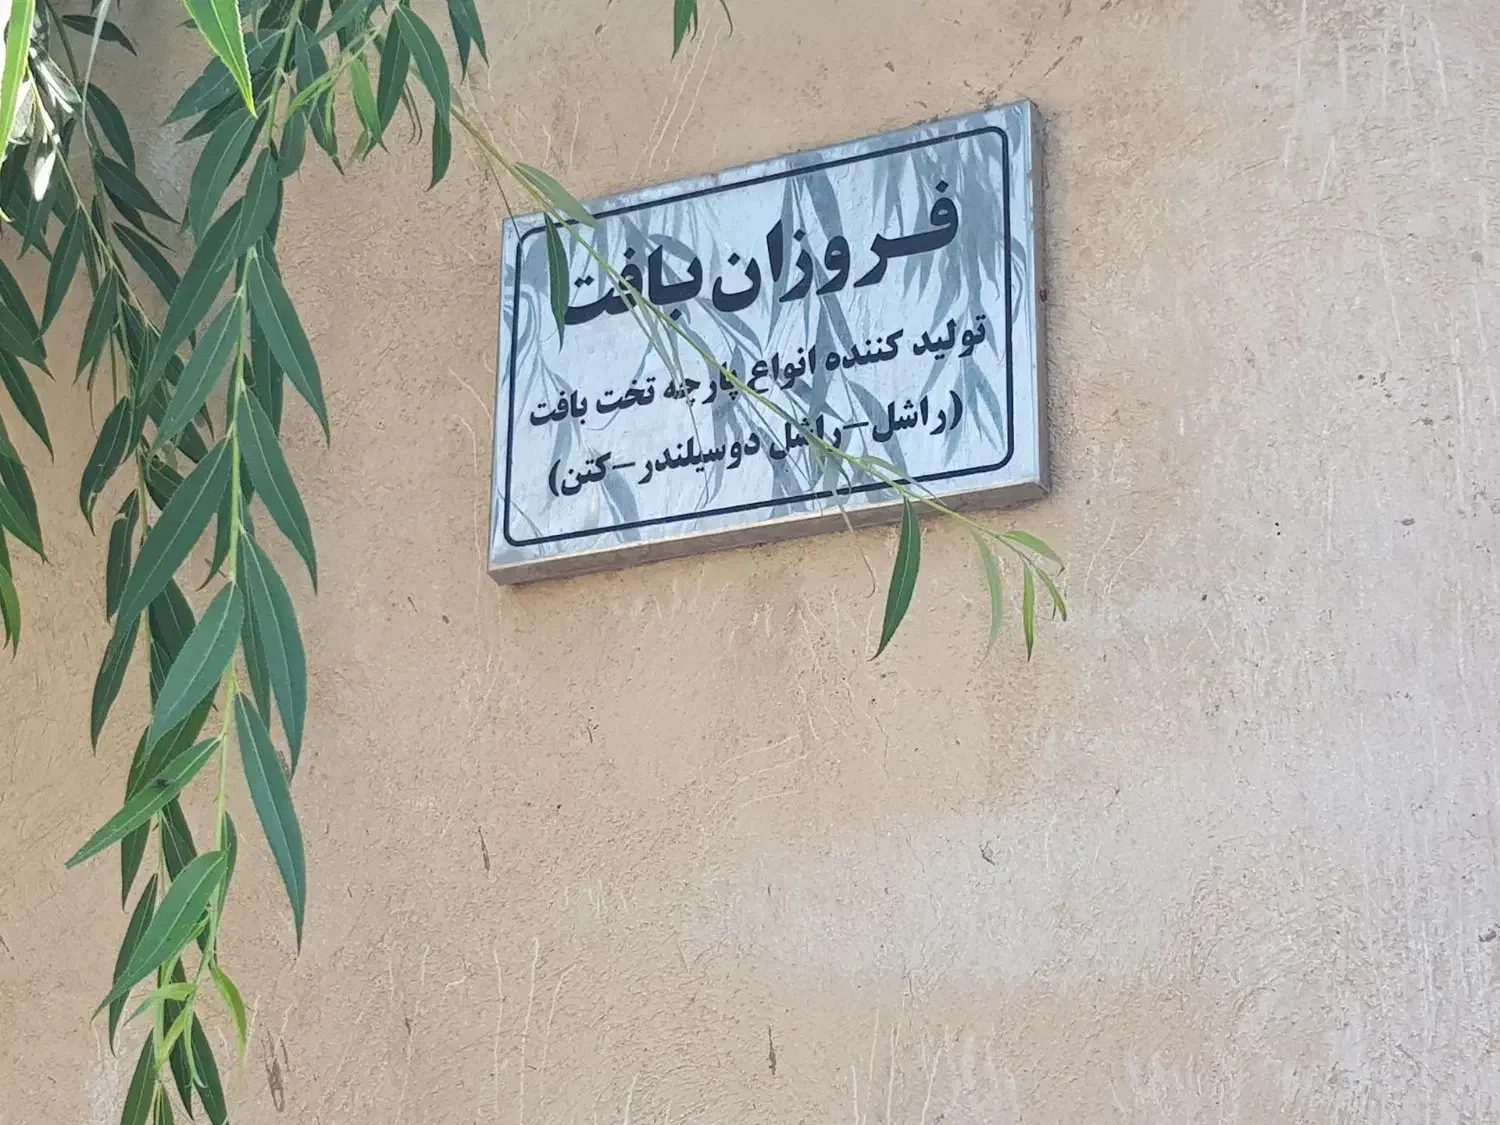 فروزان بافت
تولید کننده انواع پارچه تخت بافت
(راشل-راشل دوسیلندر-کتن)